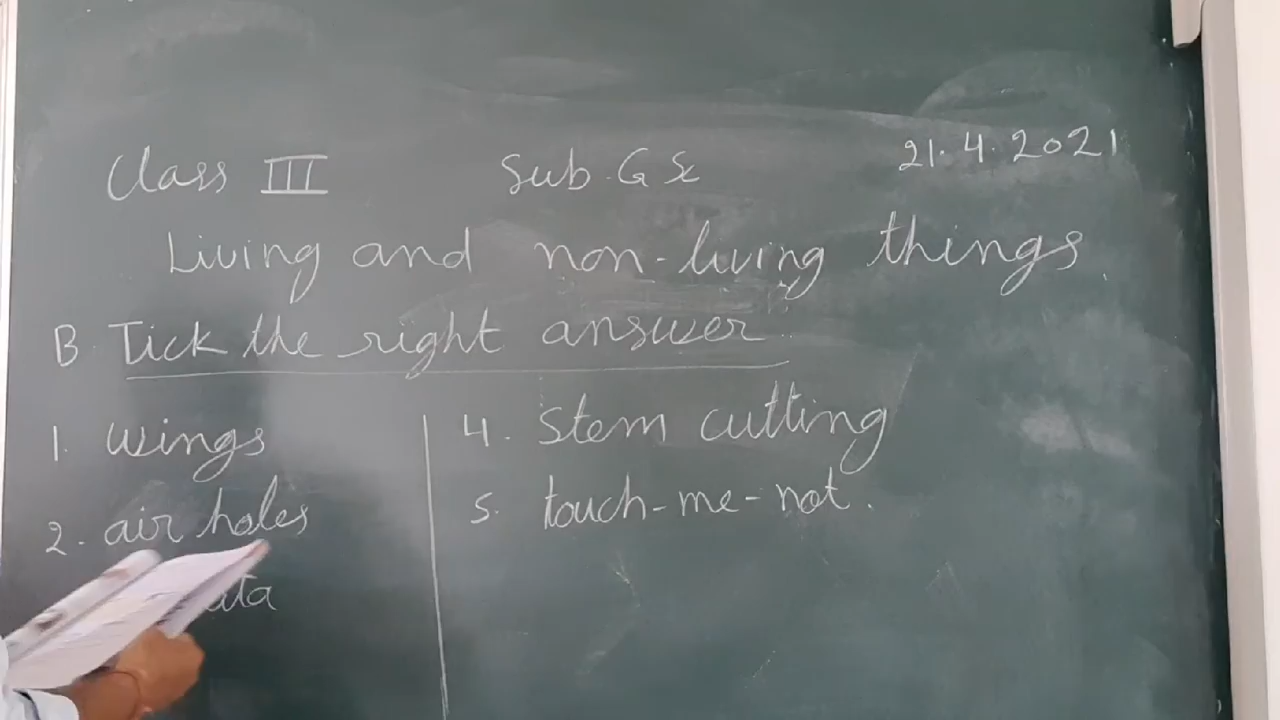 Class III Sub. G Sc 21.4.2021
Living and non-living things.
B. Tick the right answer.
1. wings
2. air holes
4. Stem cutting
5. touch-me-not.